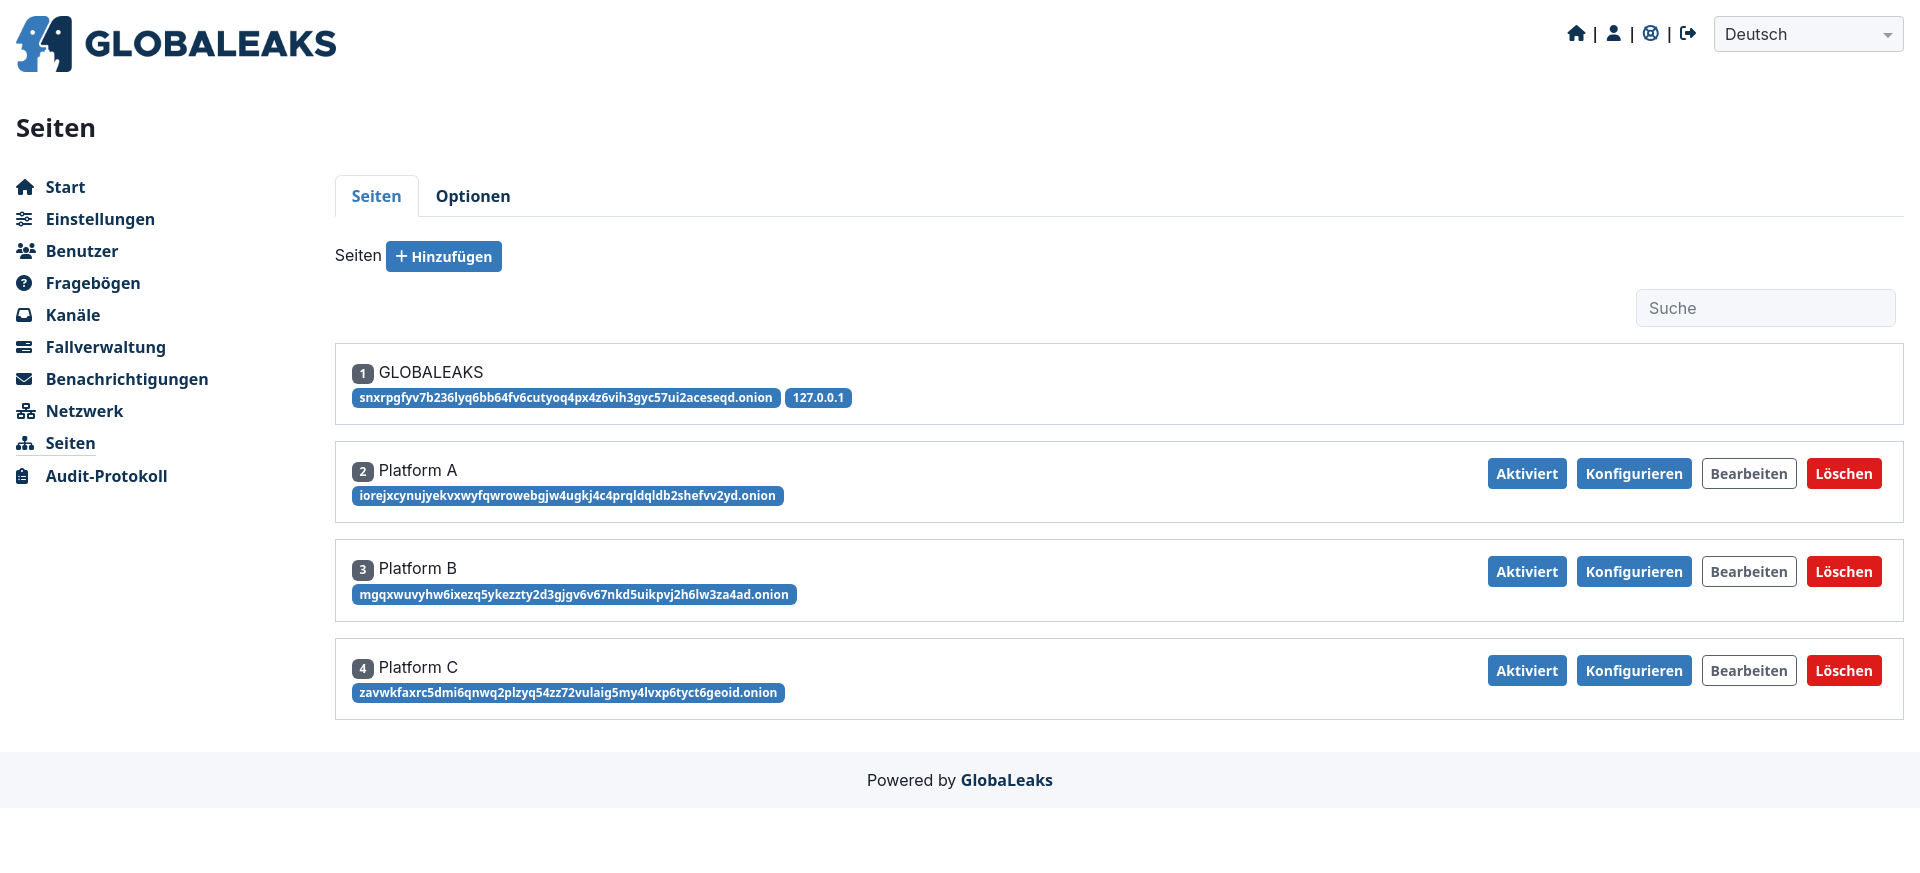 GLOBALEAKS
| | |
Deutsch
Seiten
Start
Einstellungen
Benutzer
Fragebögen
Kanäle
Fallverwaltung
Benachrichtigungen
Netzwerk
Seiten
Audit-Protokoll
Seiten Optionen
Seiten + Hinzufügen
Suche
1 GLOBALEAKS
snxrpgfyv7b236lyq6bb64fv6cutyoq4px4z6vih3gyc57ui2aceseqd.onion 127.0.0.1
2 Platform A Aktiviert Konfigurieren Bearbeiten Löschen
iorejxcynujyekvxwyfqwrowebgjw4ugkj4c4prqldqldb2shefvv2yd.onion
3 Platform B Aktiviert Konfigurieren Bearbeiten Löschen
mgqxwuvyhw6ixezq5ykezzty2d3gjgv6v67nkd5uikpvj2h6lw3za4ad.onion
4 Platform C Aktiviert Konfigurieren Bearbeiten Löschen
zavwkfaxrc5dmi6qnwq2plzyq54zz72vulaig5my4lvxp6tyct6geoid.onion
Powered by GlobaLeaks